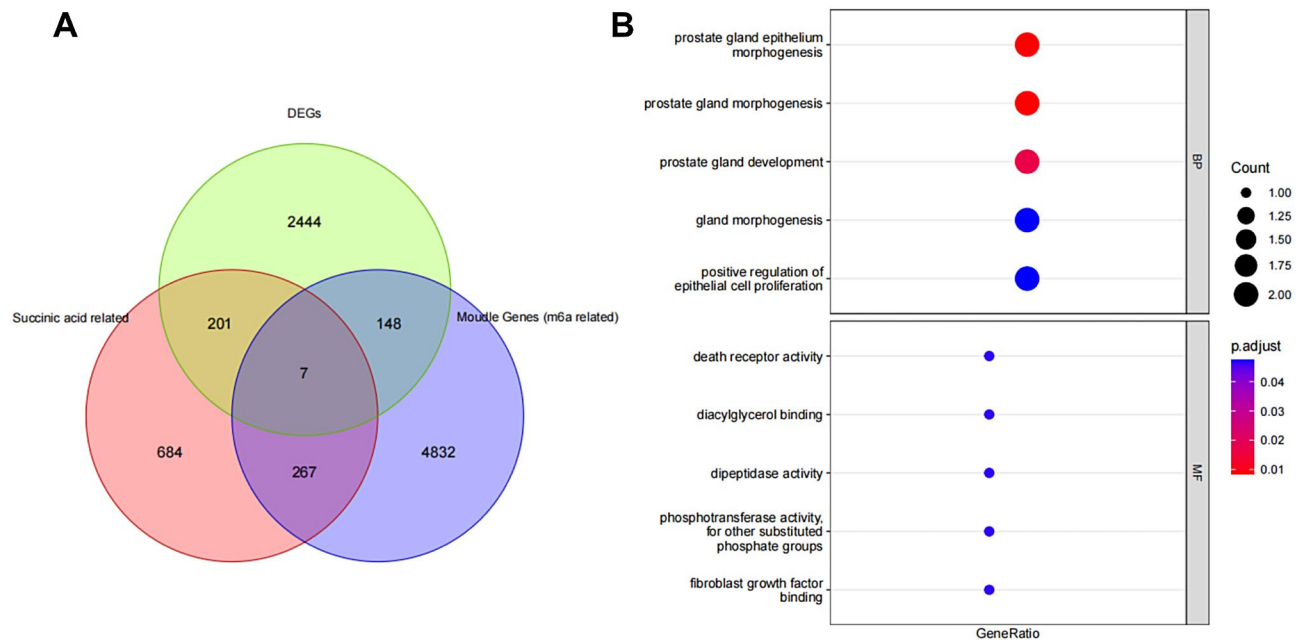 A
DEGs
2444
Succinic acid related
201
148
Moudle Genes (m6a related)
7
684
267
4832
B
prostate gland epithelium
morphogenesis
prostate gland morphogenesis
prostate gland development
gland morphogenesis
positive regulation of
epithelial cell proliferation
BP
death receptor activity
diacylglycerol binding
dipeptidase activity
phosphotransferase activity,
for other substituted
phosphate groups
fibroblast growth factor
binding
MF
GeneRatio
Count
1.00
1.25
1.50
1.75
2.00
p.adjust
0.04
0.03
0.02
0.01